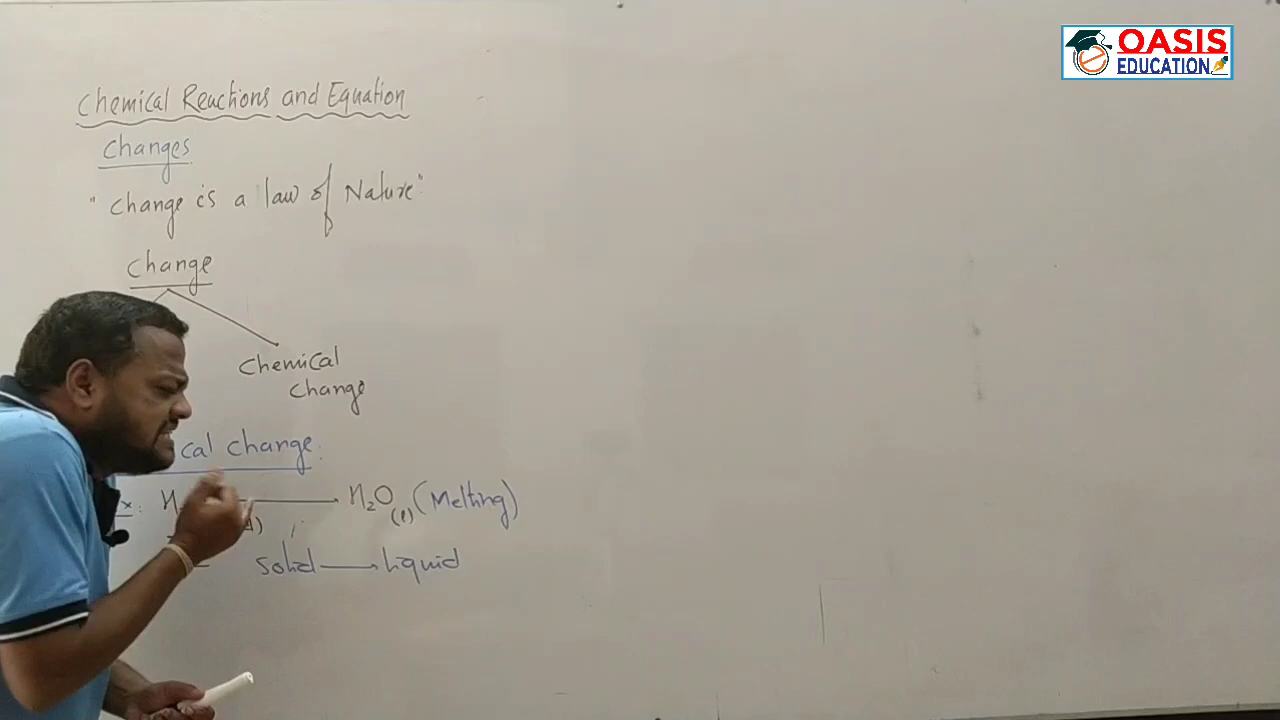 OASIS
EDUCATION
Chemical Reactions and Equation
Changes
"Change is a law of Nature"
Change
Chemical
Change
cal change:
x: H
H₂O(l) (Melting)
solid → liquid